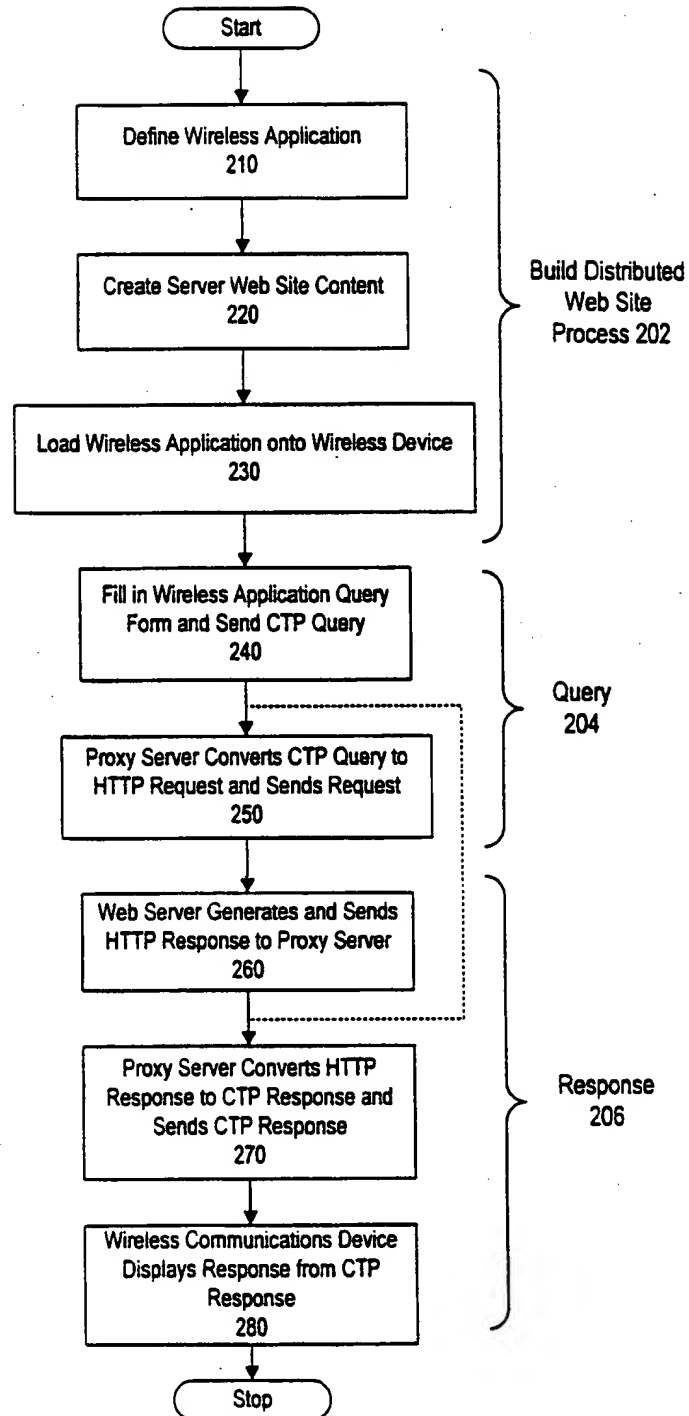 Start
Define Wireless Application
210
Create Server Web Site Content
220
Load Wireless Application onto Wireless Device
230
Build Distributed
Web Site
Process 202
Fill in Wireless Application Query
Form and Send CTP Query
240
Proxy Server Converts CTP Query to
HTTP Request and Sends Request
250
Query
204
Web Server Generates and Sends
HTTP Response to Proxy Server
260
Proxy Server Converts HTTP
Response to CTP Response and
Sends CTP Response
270
Wireless Communications Device
Displays Response from CTP
Response
280
Response
206
Stop